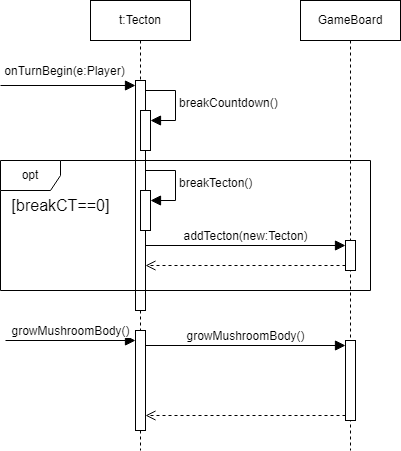 t:Tecton
GameBoard
onTurnBegin(e:Player)
breakCountdown()
opt
breakTecton()
[breakCT==0]
addTecton(new:Tecton)
growMushroomBody()
growMushroomBody()